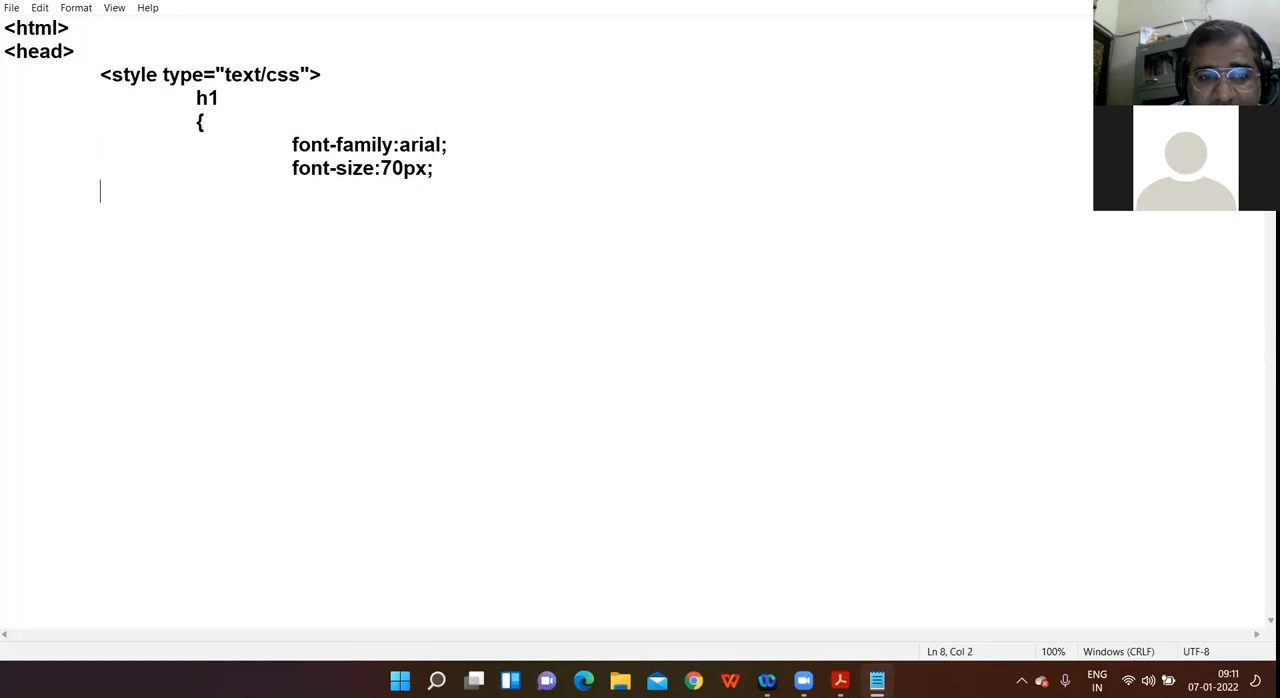 File Edit Format View Help
<html>
<head>
<style type="text/css">
h1
{
font-family:arial;
font-size:70px;
Ln 8, Col 2 100% Windows (CRLF) UTF-8
ENG
IN
09:11
07-01-2022